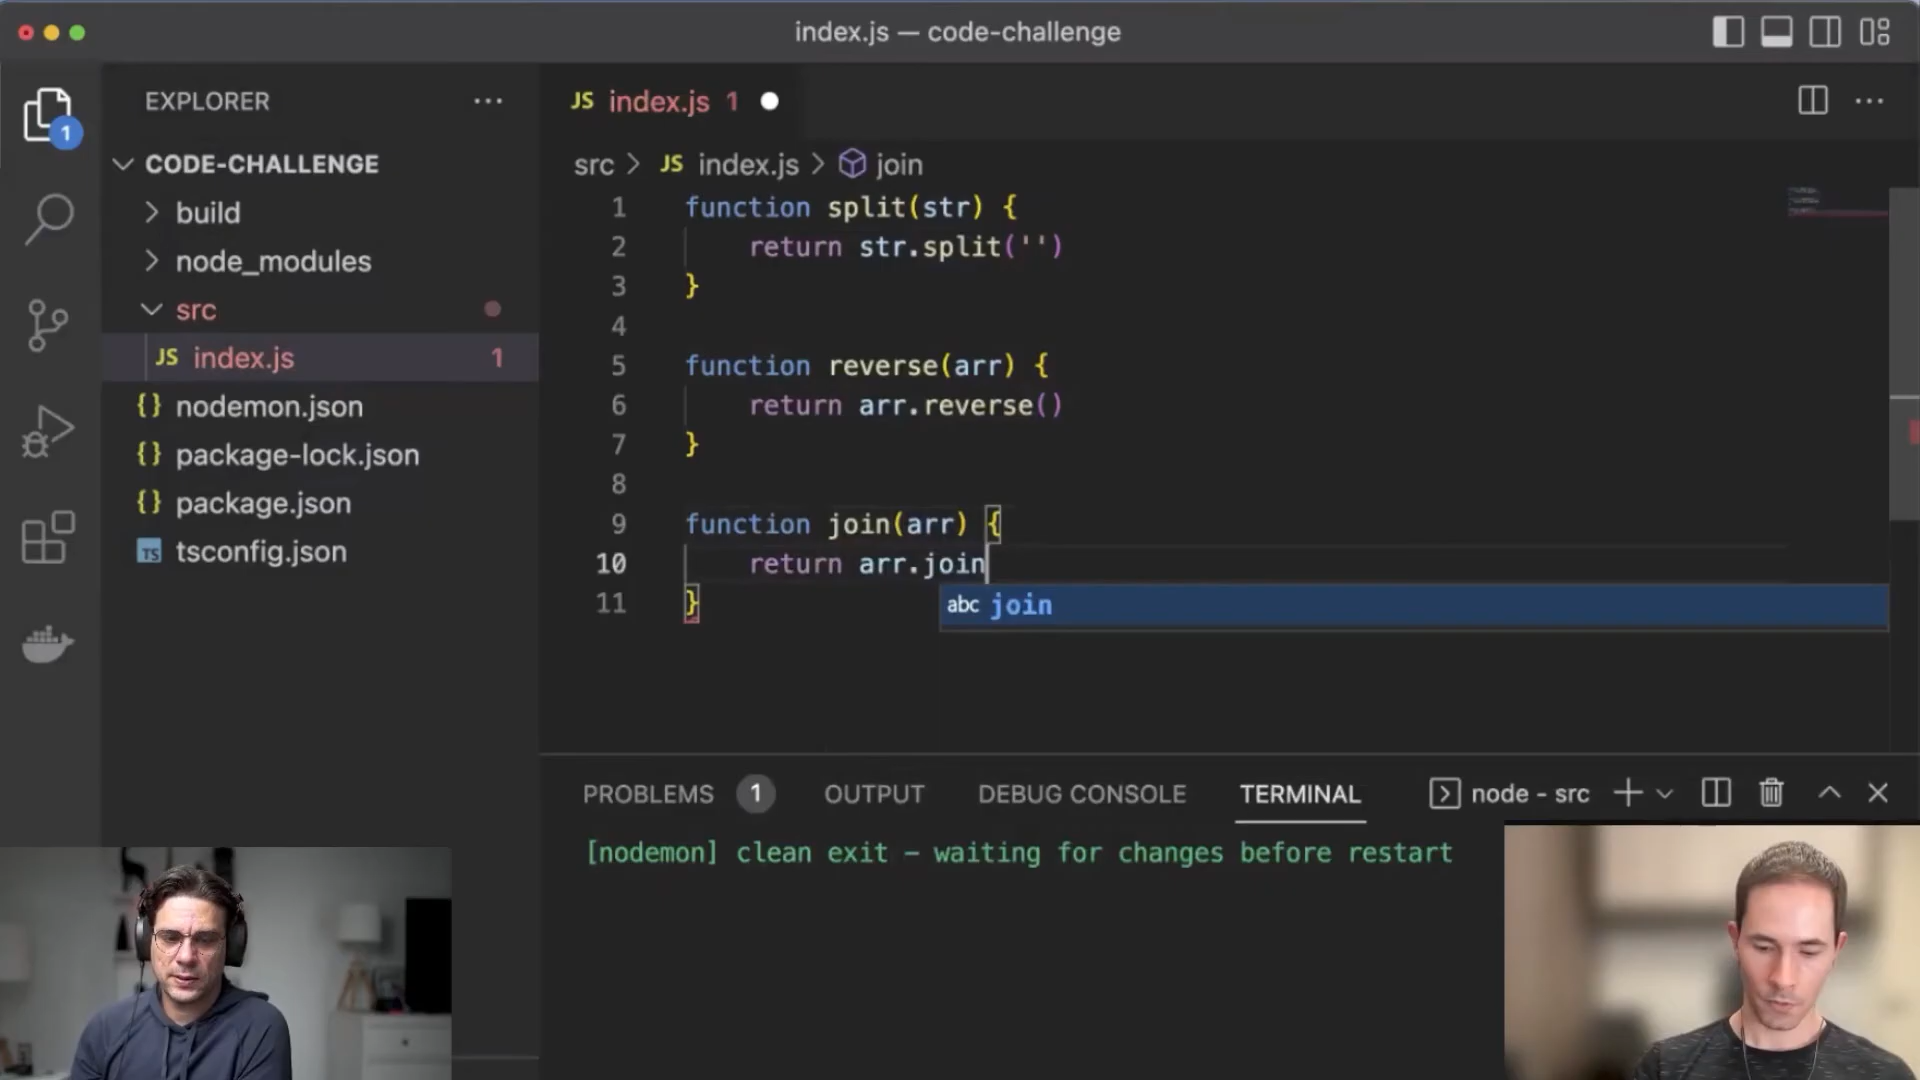 index.js — code-challenge
EXPLORER
1
CODE-CHALLENGE
build
node_modules
src
JS index.js 1
{} nodemon.json
{} package-lock.json
{} package.json
TS tsconfig.json
JS index.js 1
src > JS index.js > join
1 function split(str) {
2 return str.split('')
3 }
4
5 function reverse(arr) {
6 return arr.reverse()
7 }
8
9 function join(arr) {
10 return arr.join
11 }
abc join
PROBLEMS 1 OUTPUT DEBUG CONSOLE TERMINAL node - src
[nodemon] clean exit - waiting for changes before restart